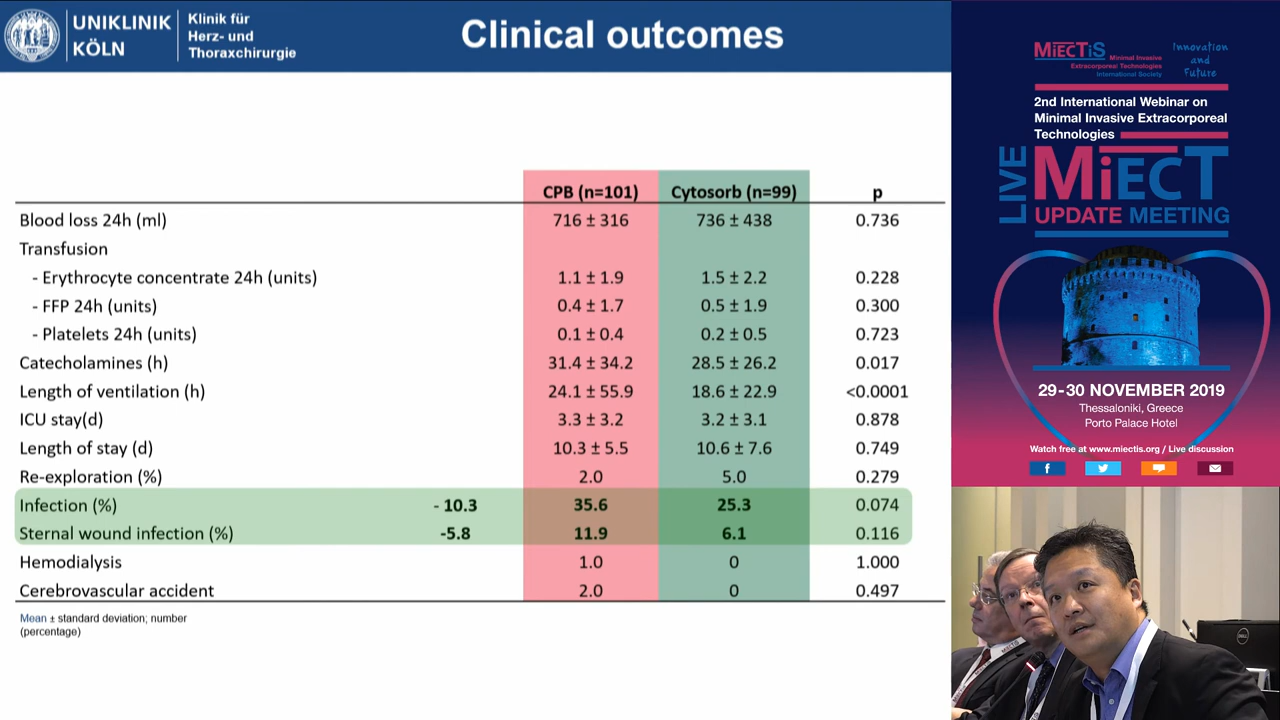 UNIKLINIK
KÖLN
Klinik für
Herz- und
Thoraxchirurgie
Clinical outcomes
CPB (n=101) Cytosorb (n=99) p
Blood loss 24h (ml) 716 ± 316 736 ± 438 0.736
Transfusion
- Erythrocyte concentrate 24h (units) 1.1 ± 1.9 1.5 ± 2.2 0.228
- FFP 24h (units) 0.4 ± 1.7 0.5 ± 1.9 0.300
- Platelets 24h (units) 0.1 ± 0.4 0.2 ± 0.5 0.723
Catecholamines (h) 31.4 ± 34.2 28.5 ± 26.2 0.017
Length of ventilation (h) 24.1 ± 55.9 18.6 ± 22.9 <0.0001
ICU stay(d) 3.3 ± 3.2 3.2 ± 3.1 0.878
Length of stay (d) 10.3 ± 5.5 10.6 ± 7.6 0.749
Re-exploration (%) 2.0 5.0 0.279
Infection (%) - 10.3 35.6 25.3 0.074
Sternal wound infection (%) -5.8 11.9 6.1 0.116
Hemodialysis 1.0 0 1.000
Cerebrovascular accident 2.0 0 0.497
Mean ± standard deviation; number
(percentage)
MiECTiS
Minimal Invasive
Extracorporeal Technologies
International Society
Innovation
and
Future
2nd International Webinar on
Minimal Invasive Extracorporeal
Technologies
LIVE
MiECT
UPDATE MEETING
29-30 NOVEMBER 2019
Thessaloniki, Greece
Porto Palace Hotel
Watch free at www.miectis.org / Live discussion
MiECTiS
DELL